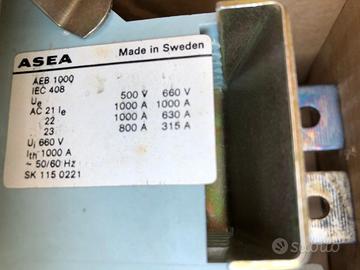 ASEA
Made in Sweden
AEB 1000
IEC 408
Ue 500 V 660 V
AC 21 Ie 1000 A 1000 A
22 1000 A 630 A
23 800 A 315 A
Ui 660 V
Ith 1000 A
~ 50/60 Hz
SK 115 0221
subito